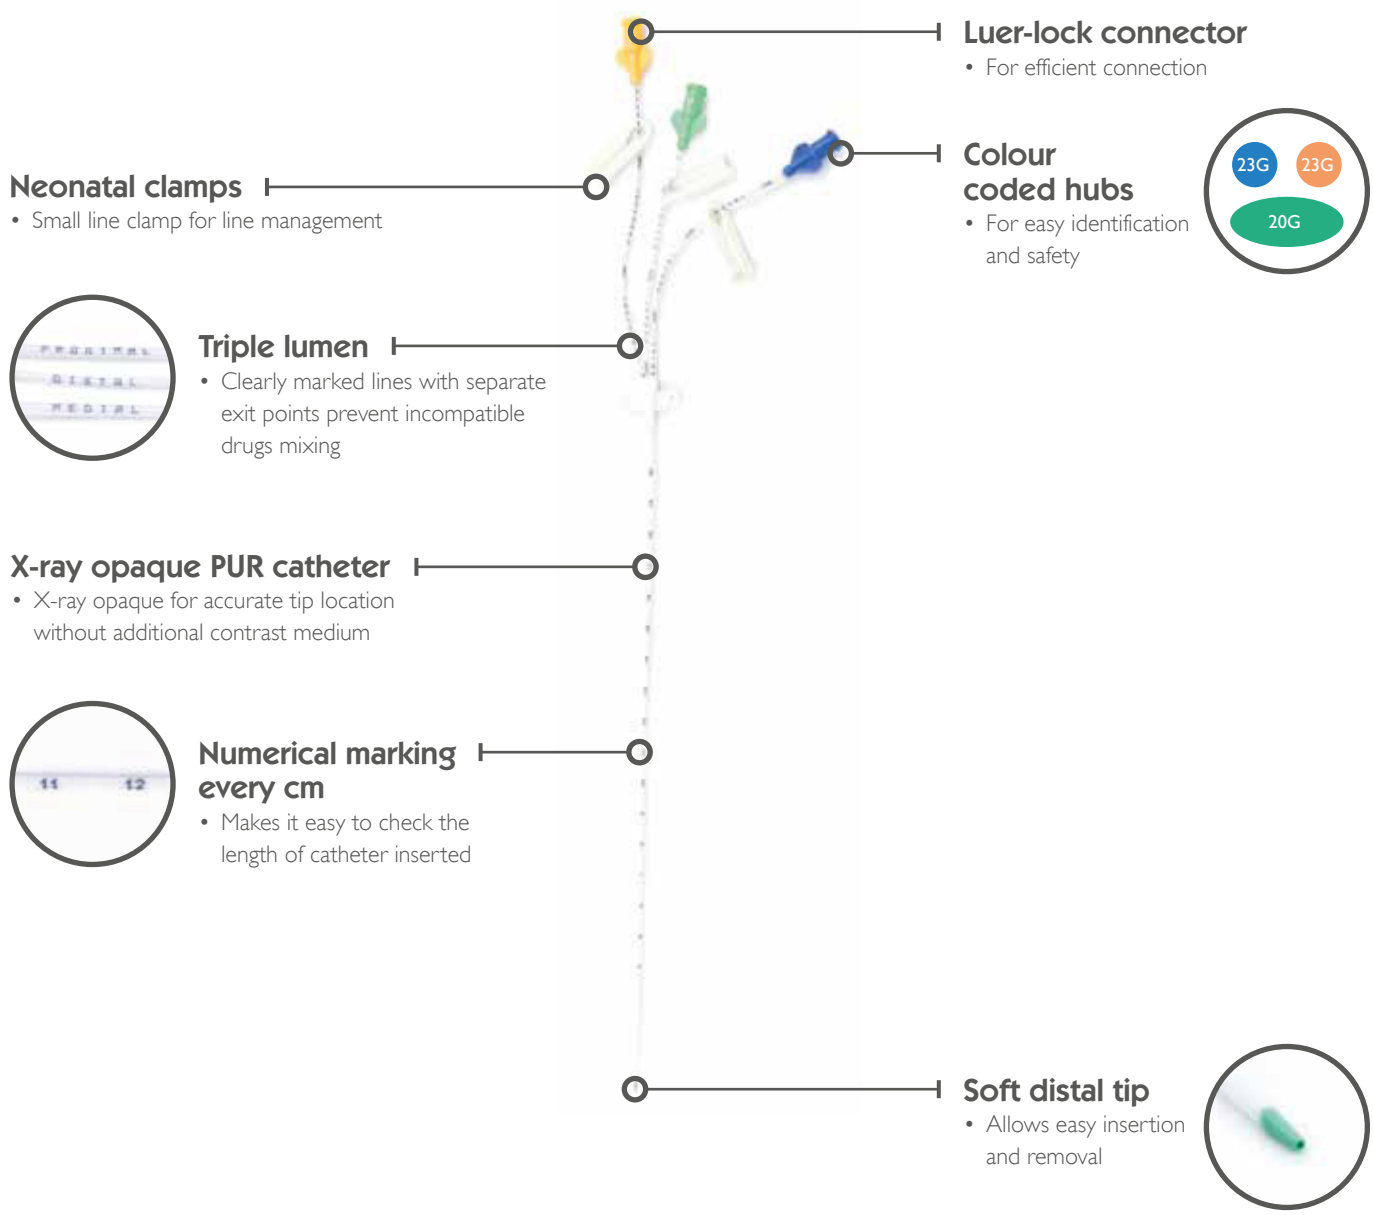 Luer-lock connector
• For efficient connection
Colour
coded hubs
• For easy identification
and safety
23G 23G
20G
Neonatal clamps
• Small line clamp for line management
PROXIMAL
DISTAL
MEDIAL
Triple lumen
• Clearly marked lines with separate
exit points prevent incompatible
drugs mixing
X-ray opaque PUR catheter
• X-ray opaque for accurate tip location
without additional contrast medium
11 12
Numerical marking
every cm
• Makes it easy to check the
length of catheter inserted
Soft distal tip
• Allows easy insertion
and removal